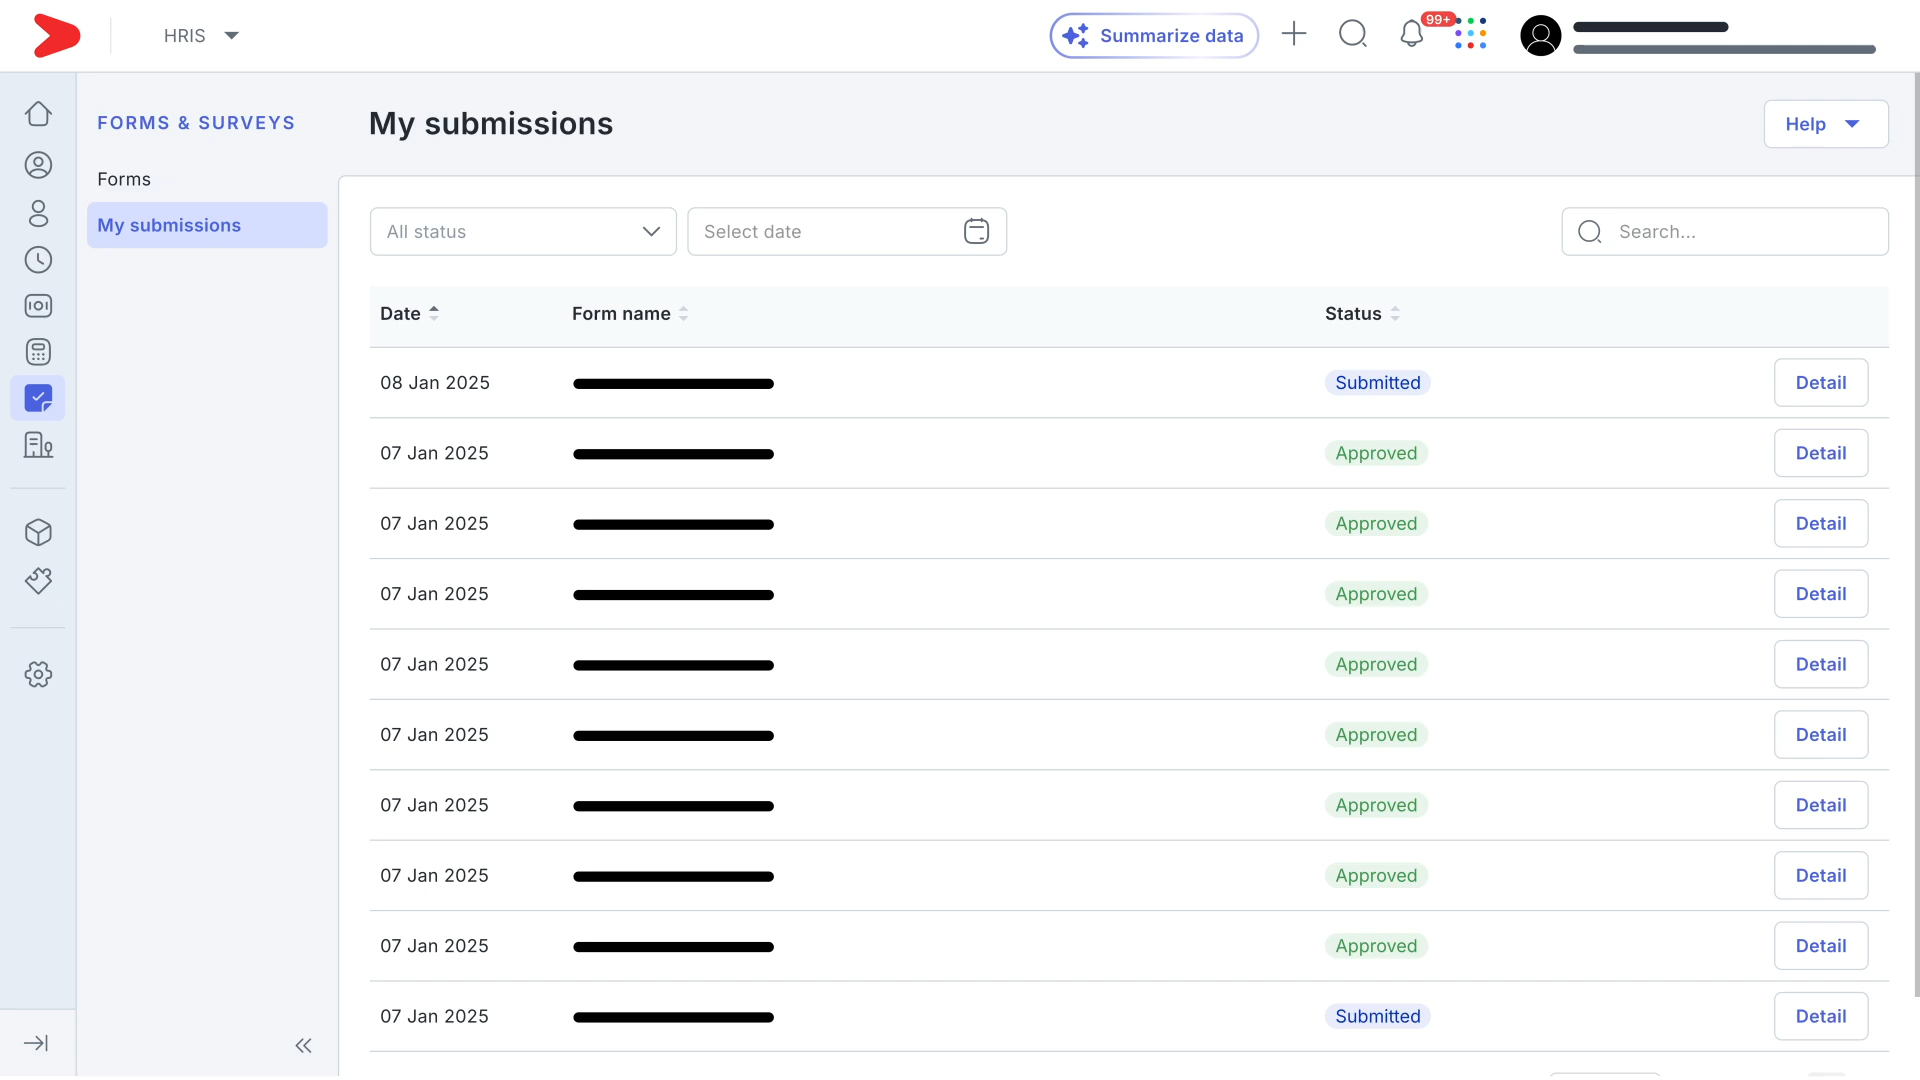 HRIS
Summarize data
99+
FORMS & SURVEYS
Forms
My submissions
My submissions
Help
All status
Select date
Search...
Date Form name Status
08 Jan 2025 Submitted Detail
07 Jan 2025 Approved Detail
07 Jan 2025 Approved Detail
07 Jan 2025 Approved Detail
07 Jan 2025 Approved Detail
07 Jan 2025 Approved Detail
07 Jan 2025 Approved Detail
07 Jan 2025 Approved Detail
07 Jan 2025 Approved Detail
07 Jan 2025 Submitted Detail